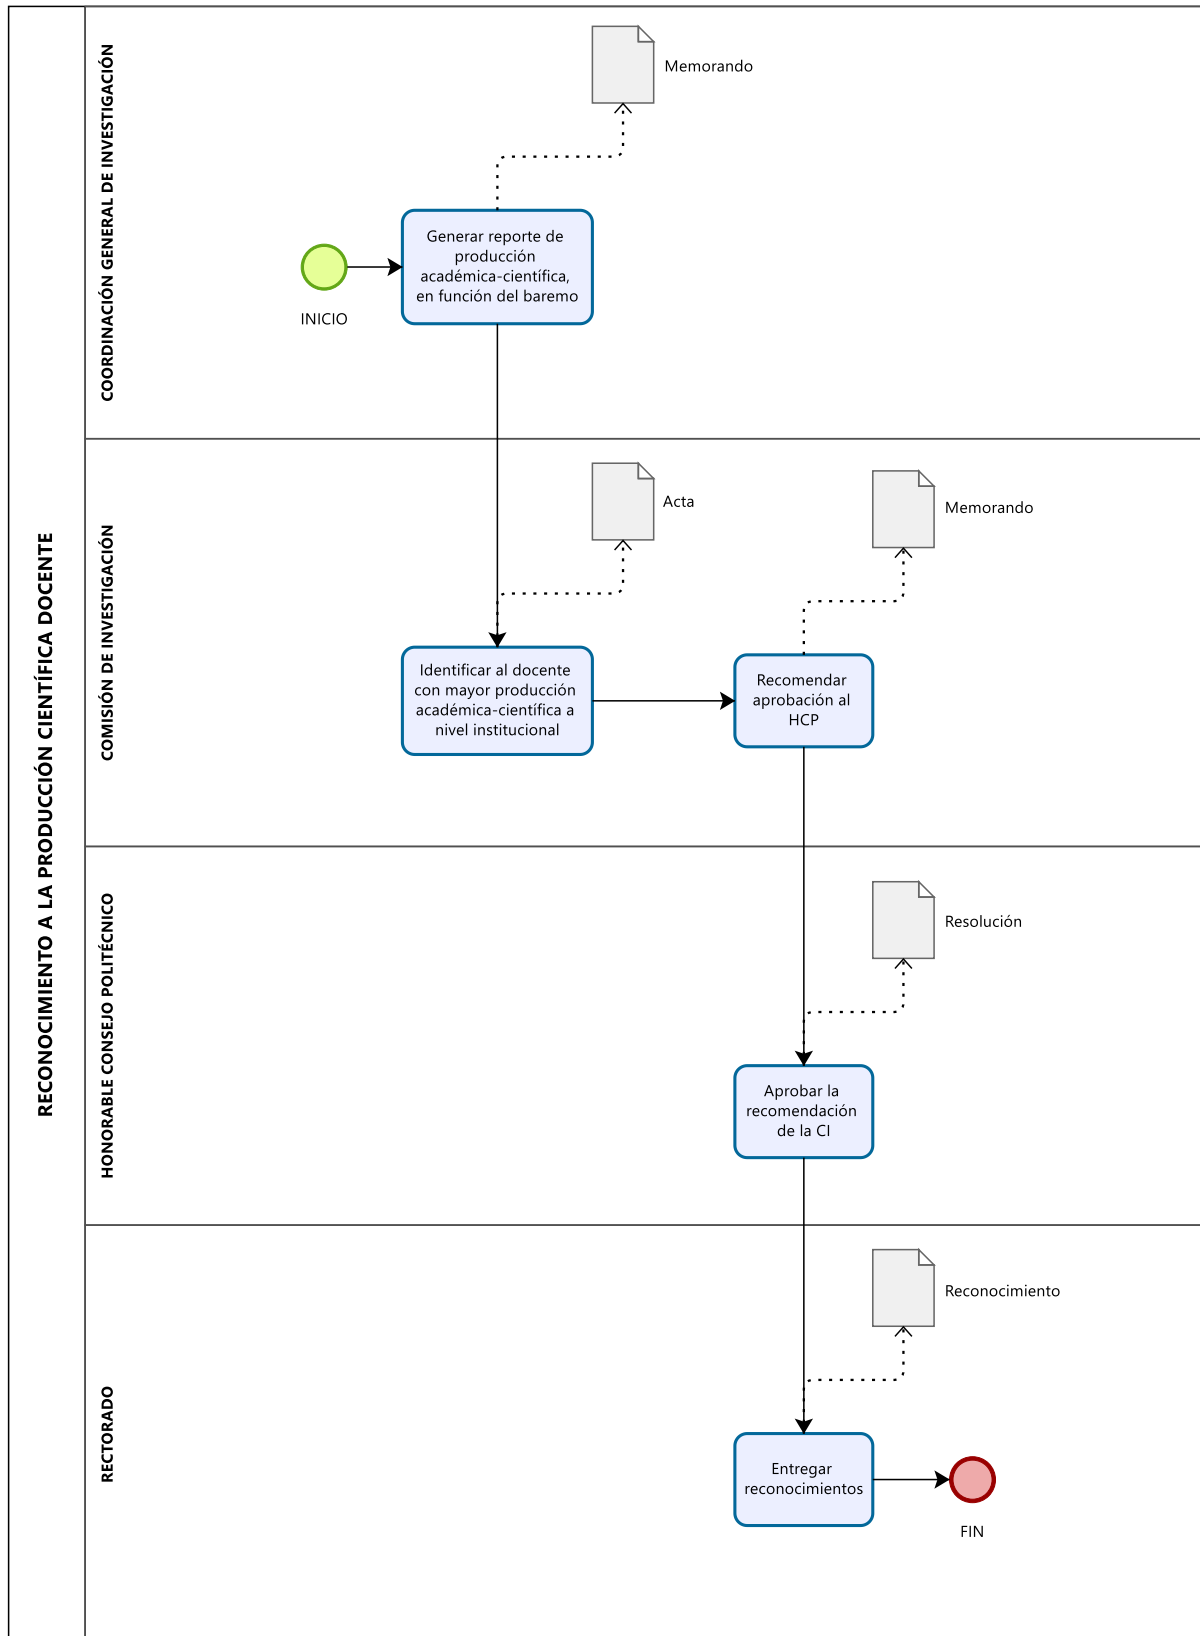 RECONOCIMIENTO A LA PRODUCCIÓN CIENTÍFICA DOCENTE
COORDINACIÓN GENERAL DE INVESTIGACIÓN
Memorando
Generar reporte de
producción
académica-científica,
en función del baremo
INICIO
COMISIÓN DE INVESTIGACIÓN
Acta
Memorando
Identificar al docente
con mayor producción
académica-científica a
nivel institucional
Recomendar
aprobación al
HCP
HONORABLE CONSEJO POLITÉCNICO
Resolución
Aprobar la
recomendación
de la CI
RECTORADO
Reconocimiento
Entregar
reconocimientos
FIN